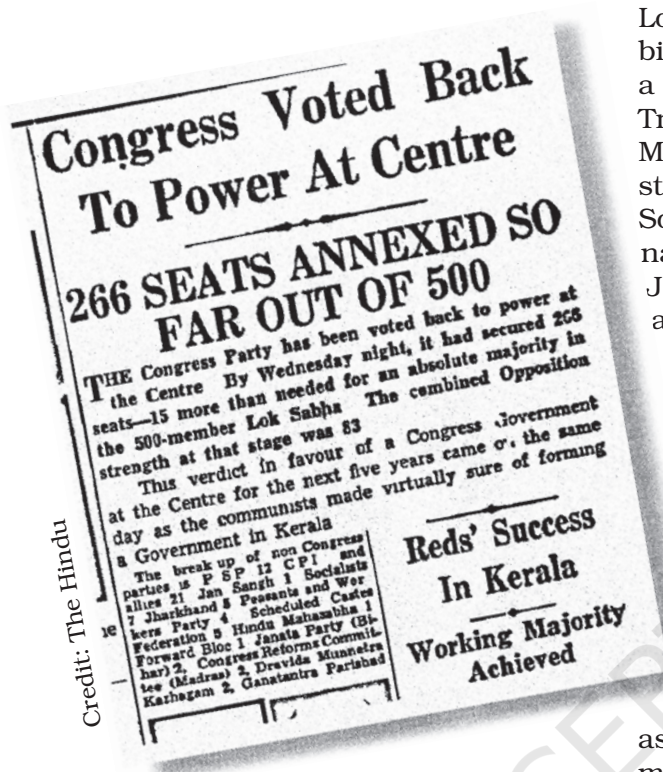 Congress Voted Back
To Power At Centre
266 SEATS ANNEXED SO
FAR OUT OF 500
THE Congress Party has been voted back to power at
the Centre By Wednesday night, it had secured 266
seats—15 more than needed for an absolute majority in
the 500-member Lok Sabha The combined Opposition
strength at that stage was 83
This verdict in favour of a Congress Government
at the Centre for the next five years came on the same
day as the communists made virtually sure of forming
a Government in Kerala
The break up of non Congress
parties is P S P 12 C P I and
allies 21 Jan Sangh 1 Socialists
7 Jharkhand 5 Peasants and Wor
kers Party 4 Scheduled Castes
Federation 5 Hindu Mahasabha 1
Forward Bloc 1 Janata Party (Bi-
har) 2, Congress Reforms Commit-
tee (Madras) 2, Dravida Munnetra
Kazhagam 2, Ganatantra Parishad
Reds' Success
In Kerala
Working Majority
Achieved
Credit: The Hindu
Lo
bi
a
Tr
M
st
So
na
J
a
as
m